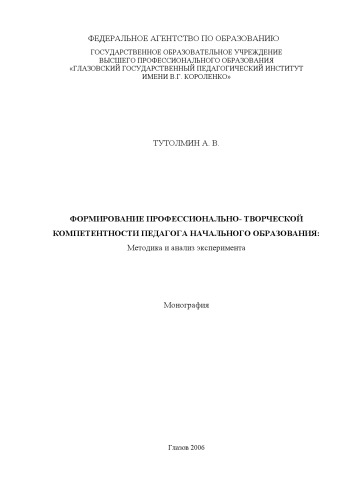 ФЕДЕРАЛЬНОЕ АГЕНТСТВО ПО ОБРАЗОВАНИЮ
ГОСУДАРСТВЕННОЕ ОБРАЗОВАТЕЛЬНОЕ УЧРЕЖДЕНИЕ
ВЫСШЕГО ПРОФЕССИОНАЛЬНОГО ОБРАЗОВАНИЯ
«ГЛАЗОВСКИЙ ГОСУДАРСТВЕННЫЙ ПЕДАГОГИЧЕСКИЙ ИНСТИТУТ
ИМЕНИ В.Г. КОРОЛЕНКО»
ТУТОЛМИН А. В.
ФОРМИРОВАНИЕ ПРОФЕССИОНАЛЬНО- ТВОРЧЕСКОЙ
КОМПЕТЕНТНОСТИ ПЕДАГОГА НАЧАЛЬНОГО ОБРАЗОВАНИЯ:
Методика и анализ эксперимента
Монография
Глазов 2006